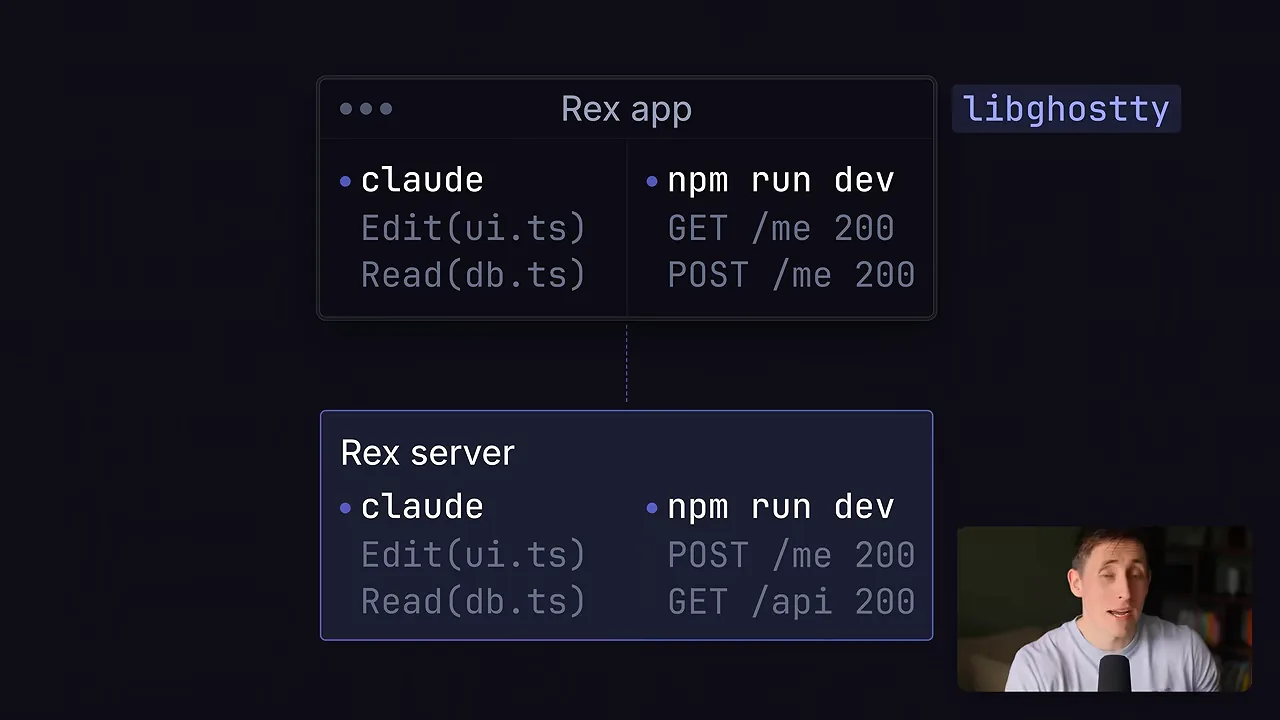 Rex app
libghostty
claude
Edit(ui.ts)
Read(db.ts)
npm run dev
GET /me 200
POST /me 200
Rex server
claude
Edit(ui.ts)
Read(db.ts)
npm run dev
POST /me 200
GET /api 200